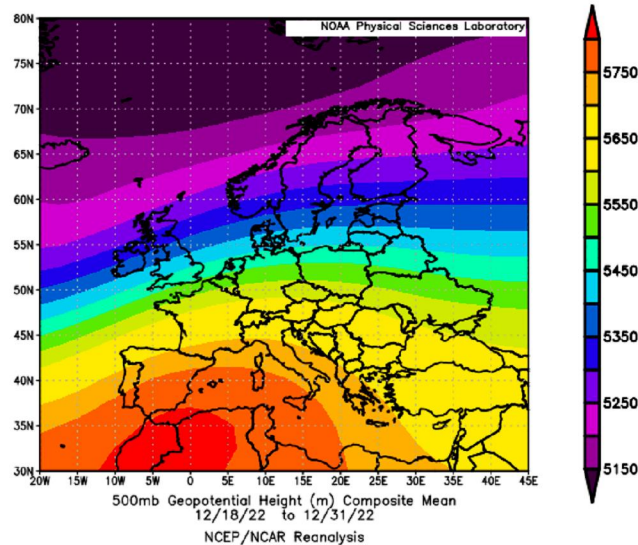 NOAA Physical Sciences Laboratory
80N
75N
70N
65N
60N
55N
50N
45N
40N
35N
30N
20W 15W 10W 5W 0 5E 10E 15E 20E 25E 30E 35E 40E 45E
5750
5650
5550
5450
5350
5250
5150
500mb Geopotential Height (m) Composite Mean
12/18/22 to 12/31/22
NCEP/NCAR Reanalysis